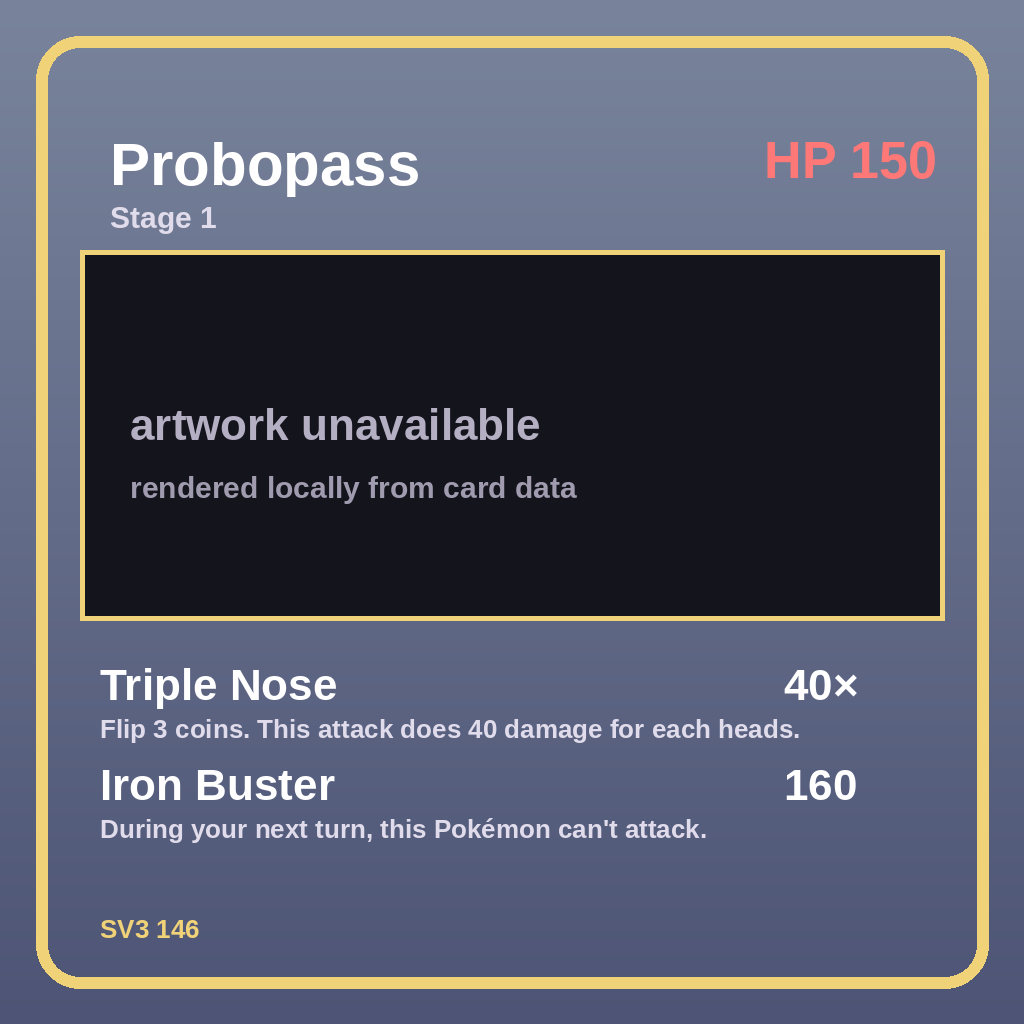 Probopass
HP 150
Stage 1
artwork unavailable
rendered locally from card data
Triple Nose
40×
Flip 3 coins. This attack does 40 damage for each heads.
Iron Buster
160
During your next turn, this Pokémon can't attack.
SV3 146